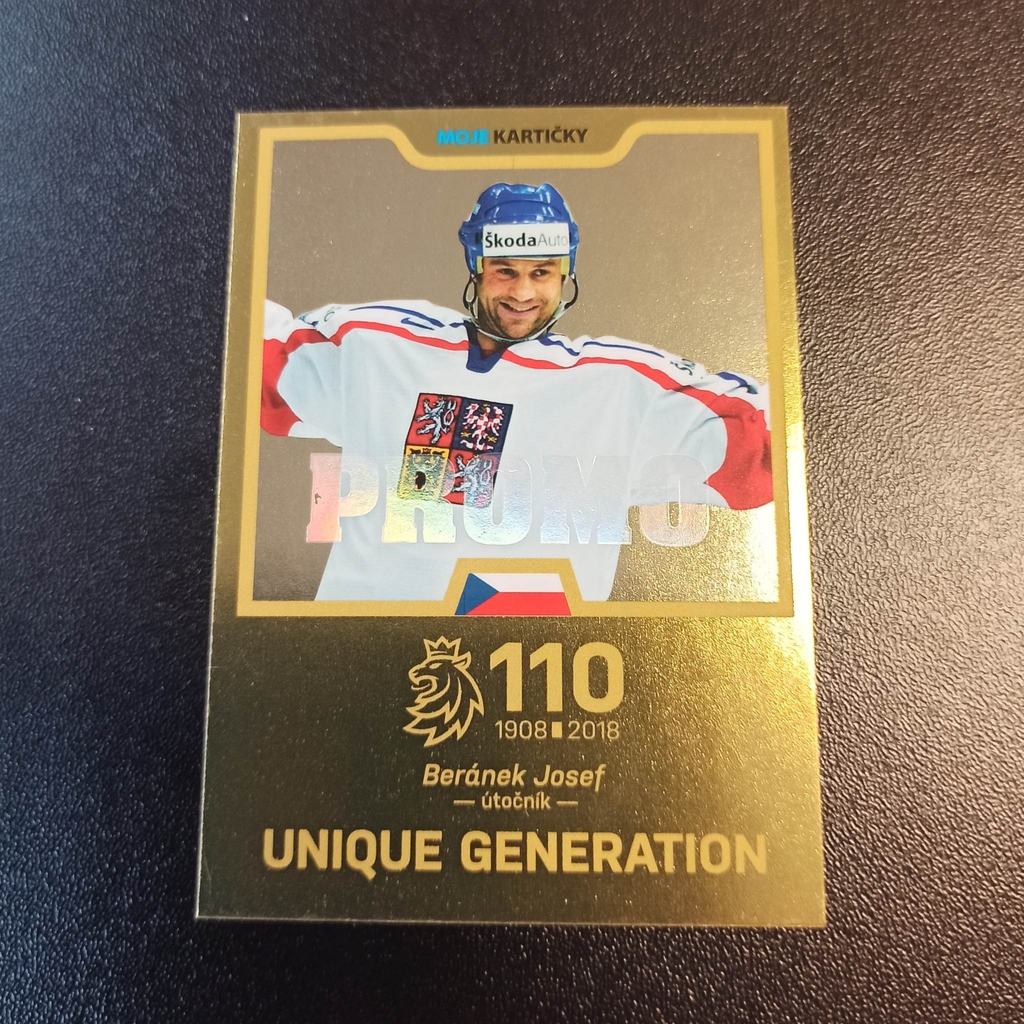 MOJE KARTIČKY
ŠkodaAuto
PROMO
110
1908 2018
Beránek Josef
— útočník —
UNIQUE GENERATION